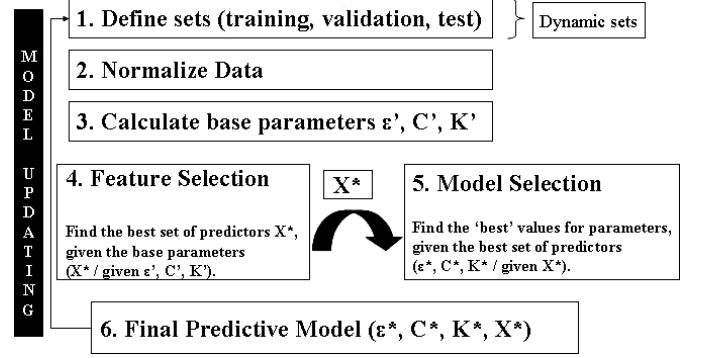 1. Define sets (training, validation, test)
Dynamic sets
2. Normalize Data
3. Calculate base parameters ε’, C’, K’
MODEL UPDATING
4. Feature Selection
Find the best set of predictors X*,
given the base parameters
(X* / given ε’, C’, K’).
X*
5. Model Selection
Find the ‘best’ values for parameters,
given the best set of predictors
(ε*, C*, K* / given X*).
6. Final Predictive Model (ε*, C*, K*, X*)